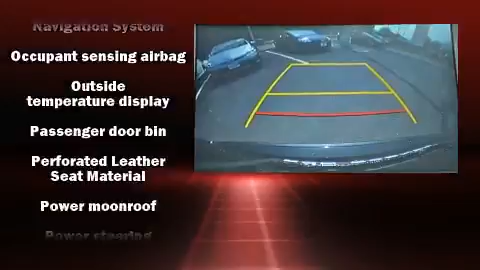 Navigation System
Occupant sensing airbag
Outside
temperature display
Passenger door bin
Perforated Leather
Seat Material
Power moonroof
Power steering